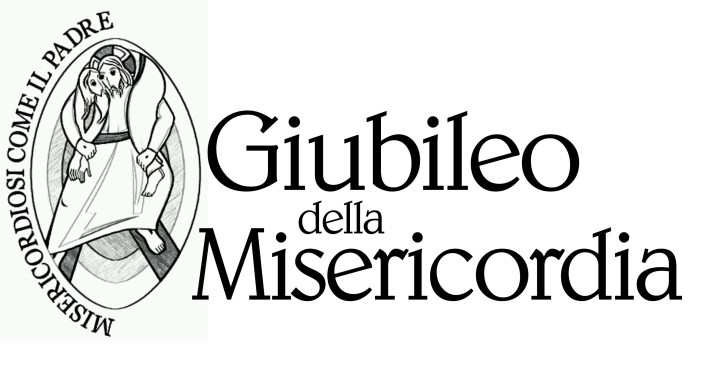 MISERICORDIOSI COME IL PADRE
Giubileo
della
Misericordia